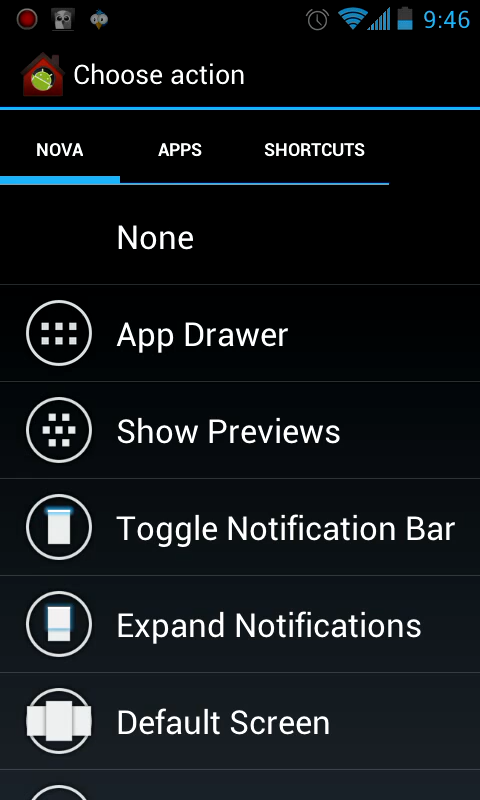 9:46
Choose action
NOVA APPS SHORTCUTS
None
App Drawer
Show Previews
Toggle Notification Bar
Expand Notifications
Default Screen